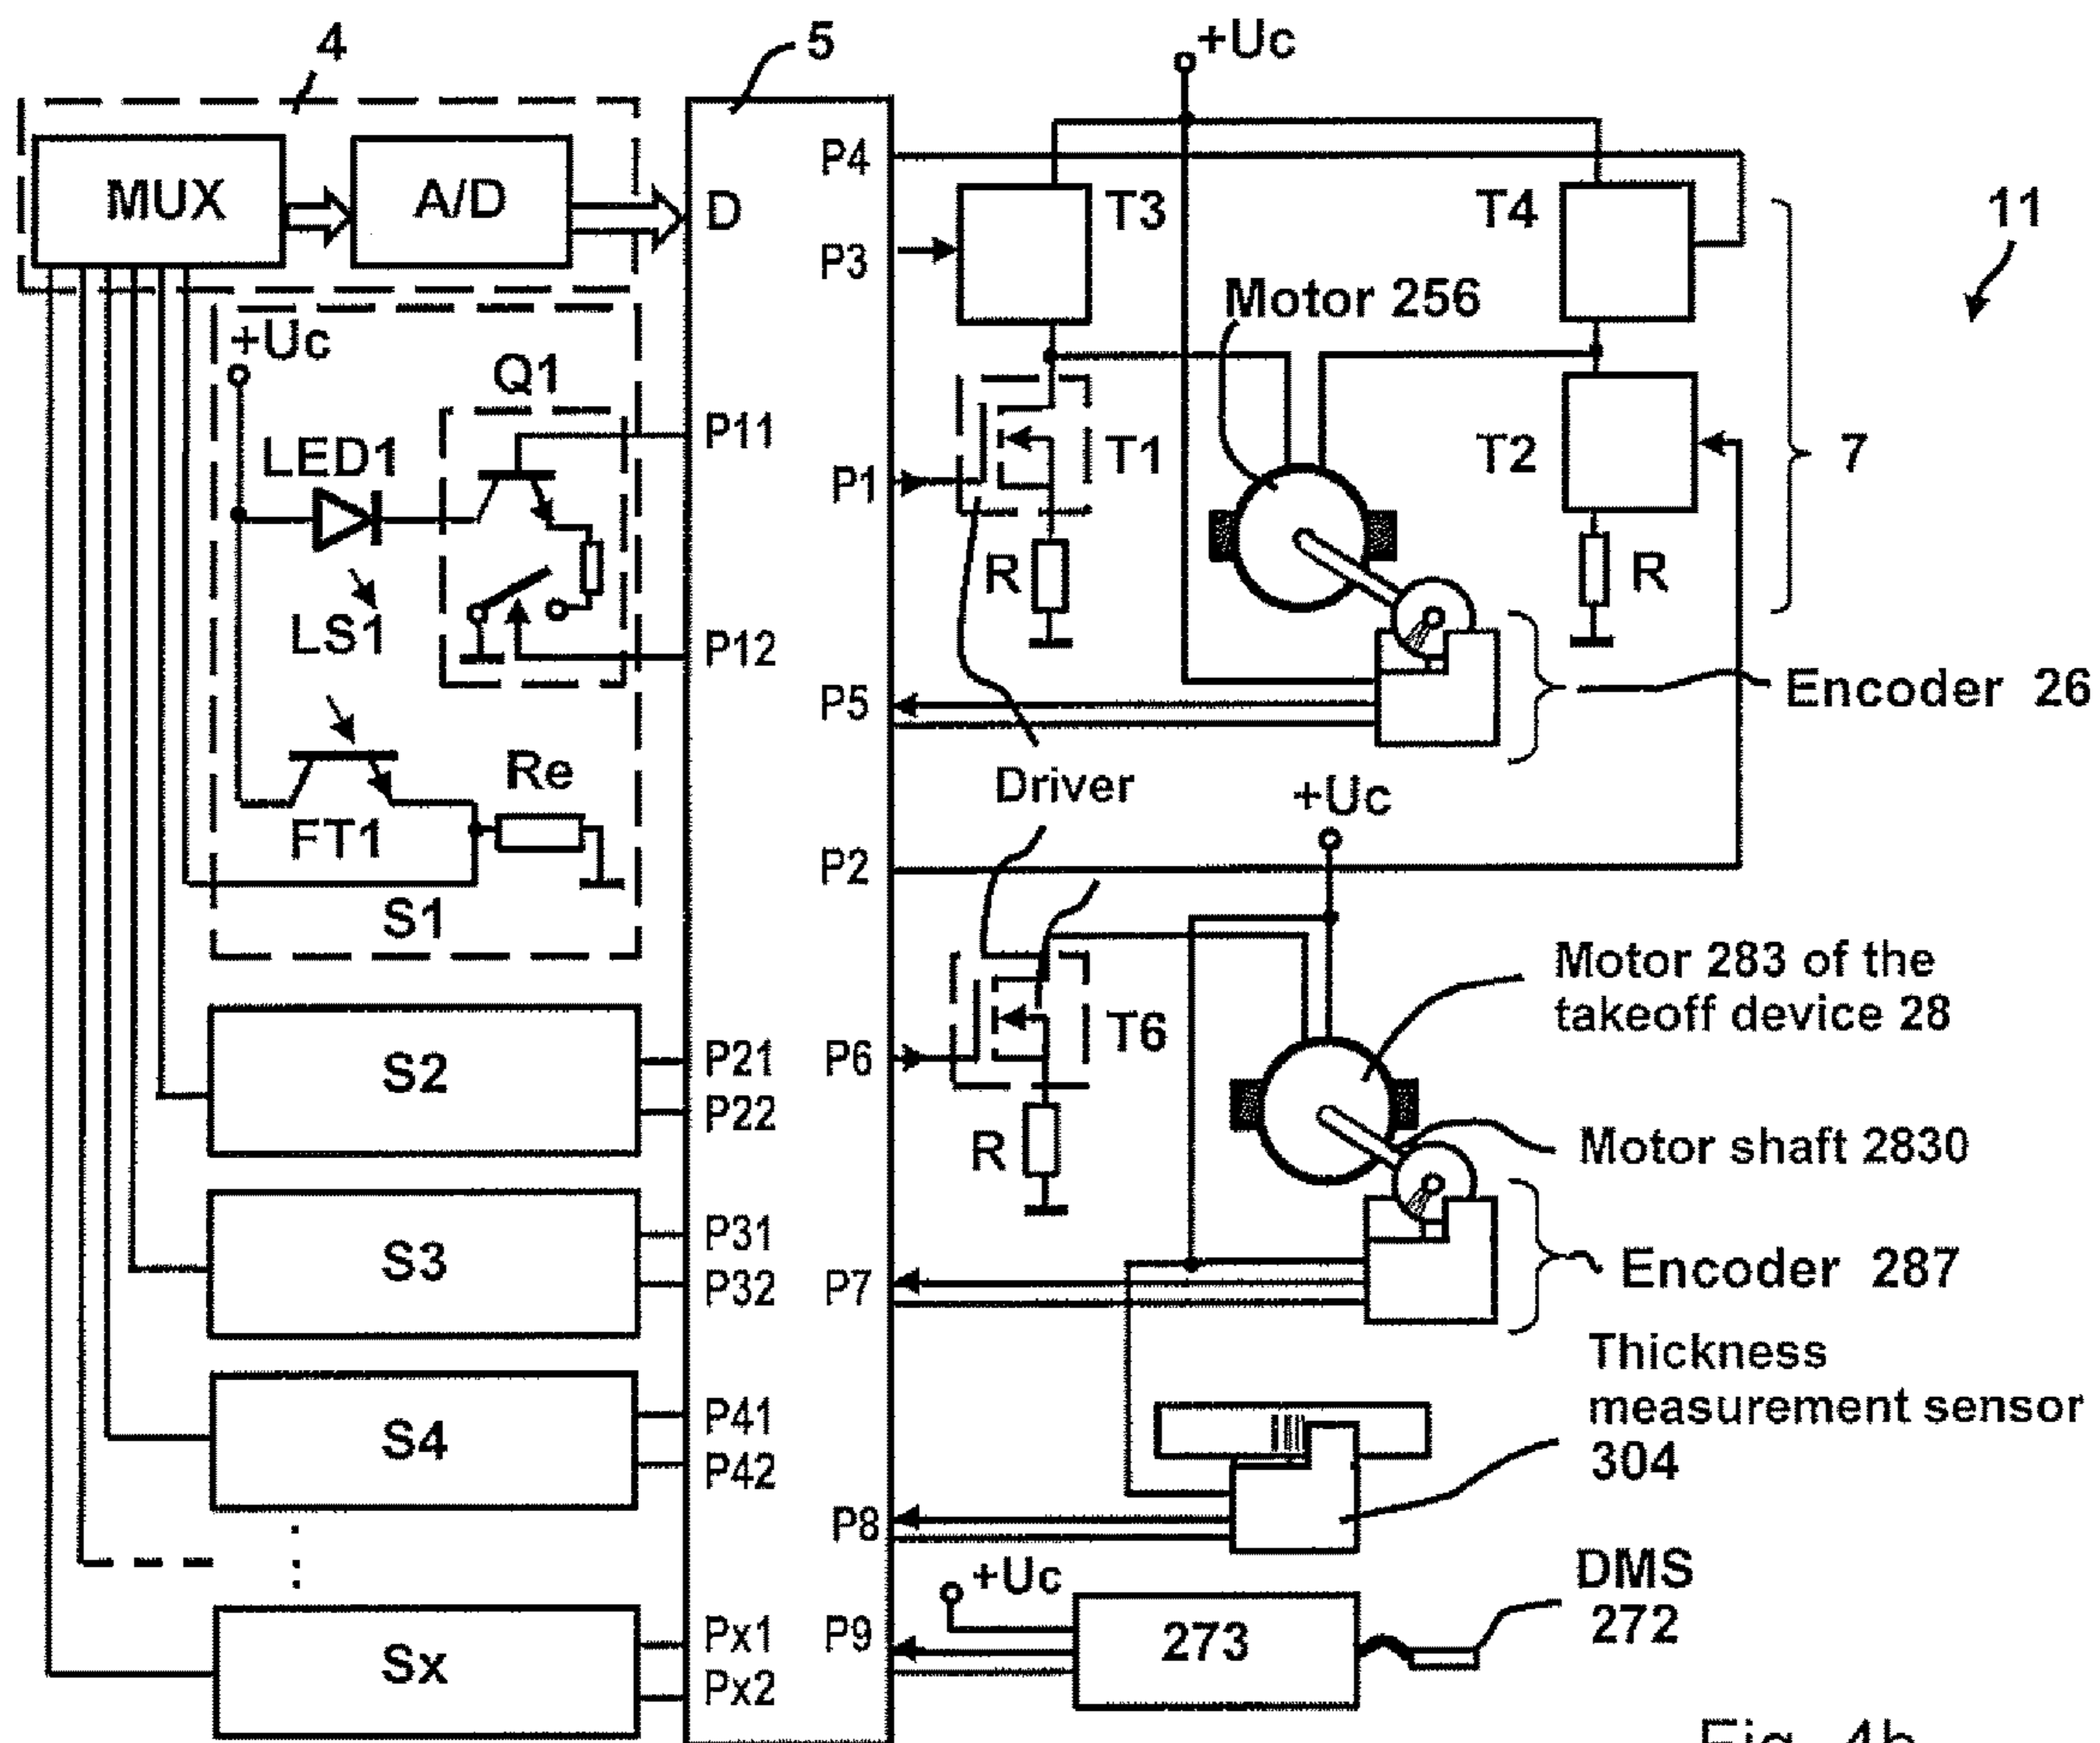 4
5
+Uc
MUX
A/D
D
P4
P3
T3
T4
11
+Uc
Q1
Motor 256
LED1
P11
P1
T1
T2
7
LS1
R
R
P12
P5
Encoder 26
Re
FT1
Driver
+Uc
P2
S1
Motor 283 of the
takeoff device 28
S2
P21
P22
P6
T6
R
Motor shaft 2830
S3
P31
P32
P7
Encoder 287
Thickness
measurement sensor
304
S4
P41
P42
P8
+Uc
DMS
272
Sx
Px1
Px2
P9
273
Fig. 4b